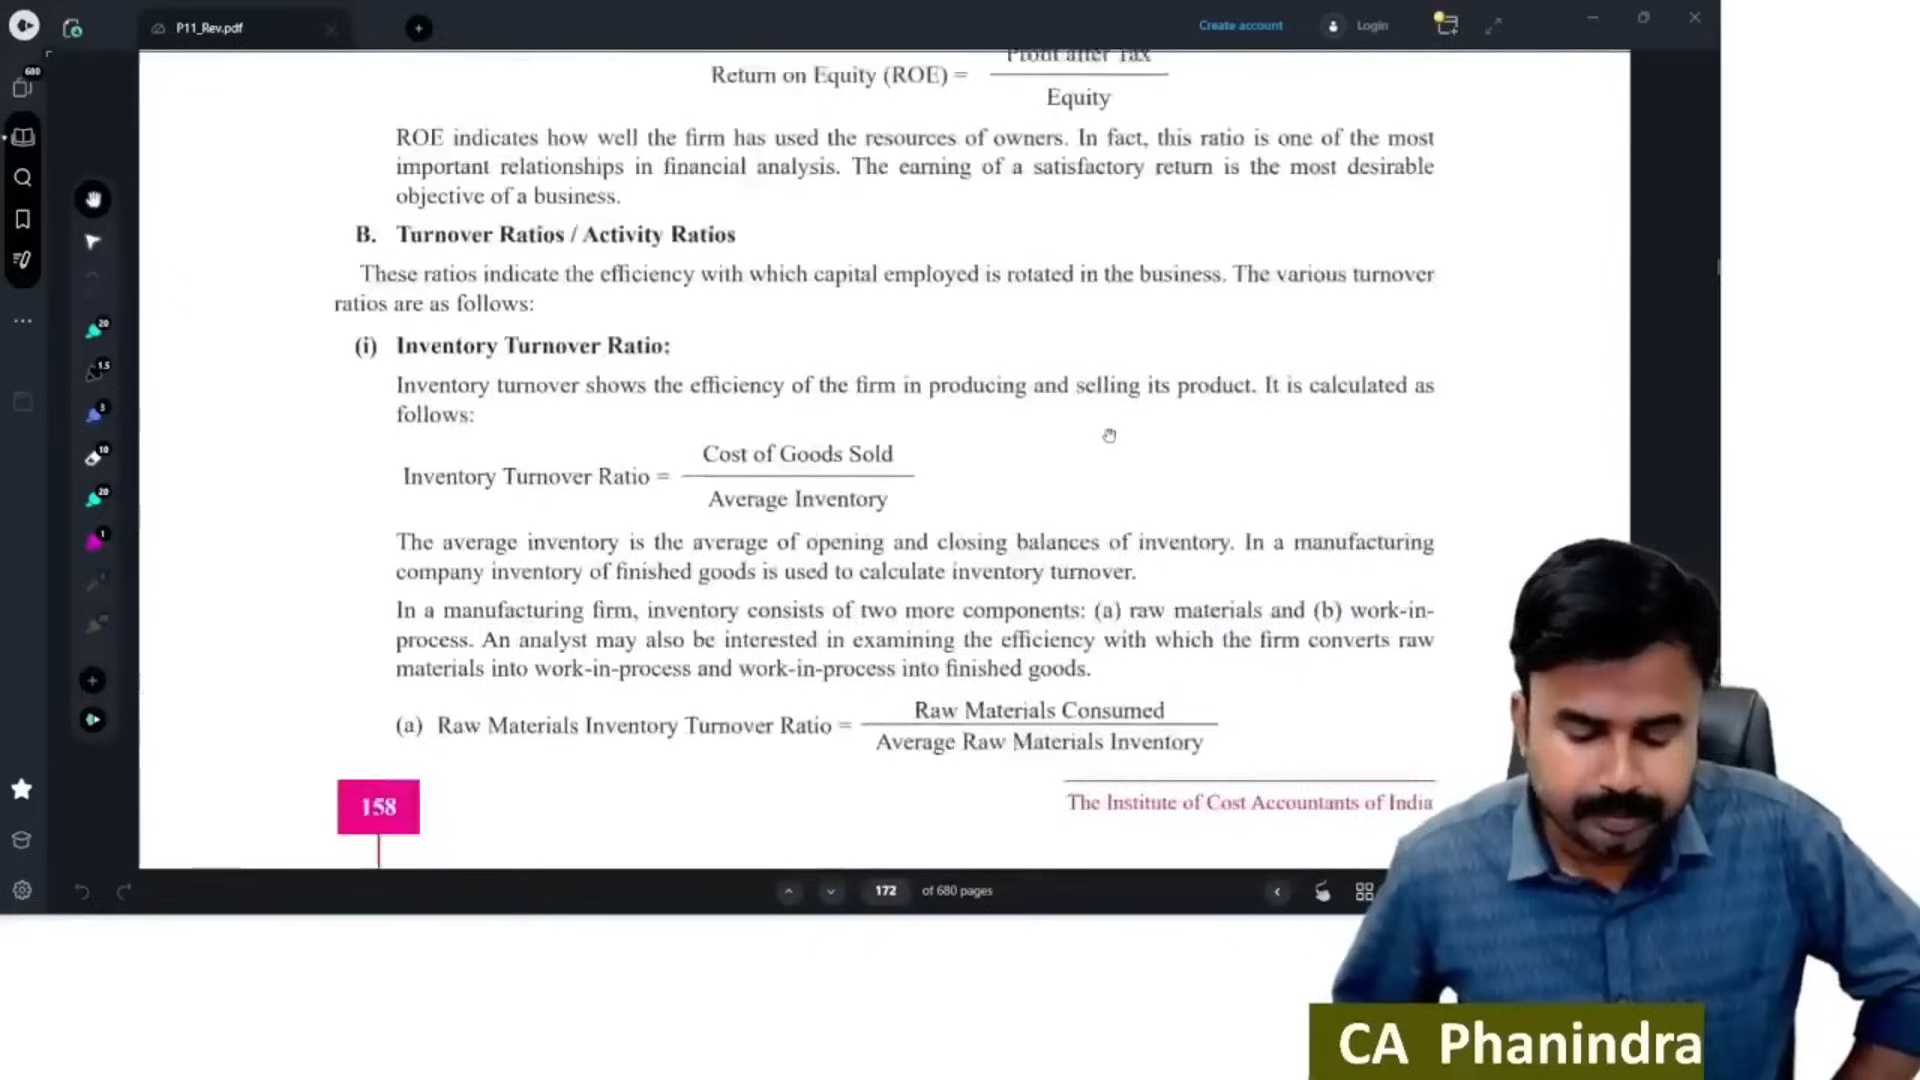 P11_Rev.pdf
Create account
Login
680
Profit after Tax
Return on Equity (ROE) =
Equity
ROE indicates how well the firm has used the resources of owners. In fact, this ratio is one of the most
important relationships in financial analysis. The earning of a satisfactory return is the most desirable
objective of a business.
B. Turnover Ratios / Activity Ratios
These ratios indicate the efficiency with which capital employed is rotated in the business. The various turnover
ratios are as follows:
20
(i) Inventory Turnover Ratio:
1.5
Inventory turnover shows the efficiency of the firm in producing and selling its product. It is calculated as
3
follows:
10
Cost of Goods Sold
Inventory Turnover Ratio =
20
Average Inventory
1
The average inventory is the average of opening and closing balances of inventory. In a manufacturing
company inventory of finished goods is used to calculate inventory turnover.
In a manufacturing firm, inventory consists of two more components: (a) raw materials and (b) work-in-
process. An analyst may also be interested in examining the efficiency with which the firm converts raw
materials into work-in-process and work-in-process into finished goods.
Raw Materials Consumed
(a) Raw Materials Inventory Turnover Ratio =
Average Raw Materials Inventory
158
The Institute of Cost Accountants of India
172 of 680 pages
CA Phanindra